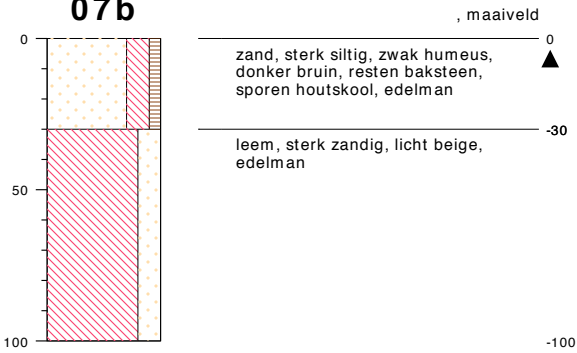 07b
, maaiveld
0
0
zand, sterk siltig, zwak humeus,
donker bruin, resten baksteen,
sporen houtskool, edelman
-30
leem, sterk zandig, licht beige,
edelman
50
100
-100